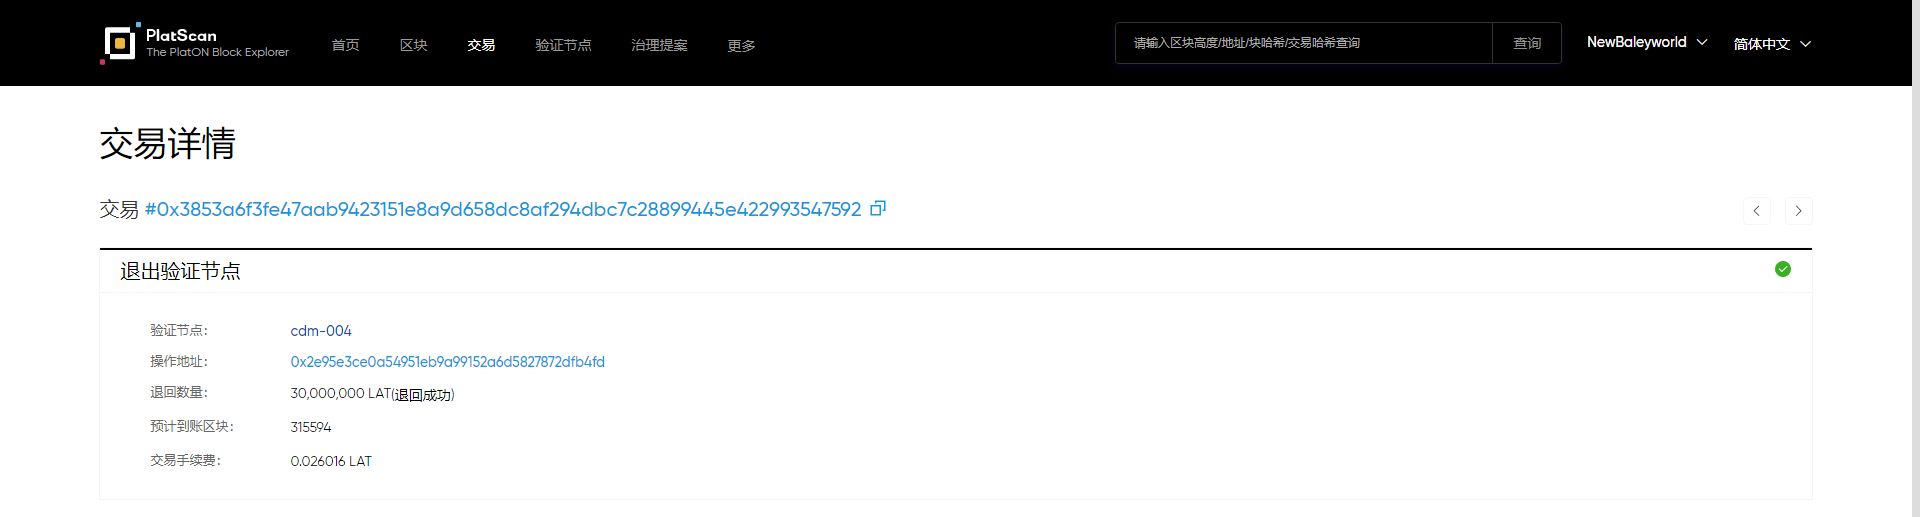 PlatScan
The PlatON Block Explorer
首页 区块 交易 验证节点 治理提案 更多
请输入区块高度/地址/块哈希/交易哈希查询 查询
NewBaleyworld 简体中文
交易详情
交易 #0x3853a6f3fe47aab9423151e8a9d658dc8af294dbc7c28899445e422993547592
退出验证节点
验证节点: cdm-004
操作地址: 0x2e95e3ce0a54951eb9a99152a6d5827872dfb4fd
退回数量: 30,000,000 LAT(退回成功)
预计到账区块: 315594
交易手续费: 0.026016 LAT